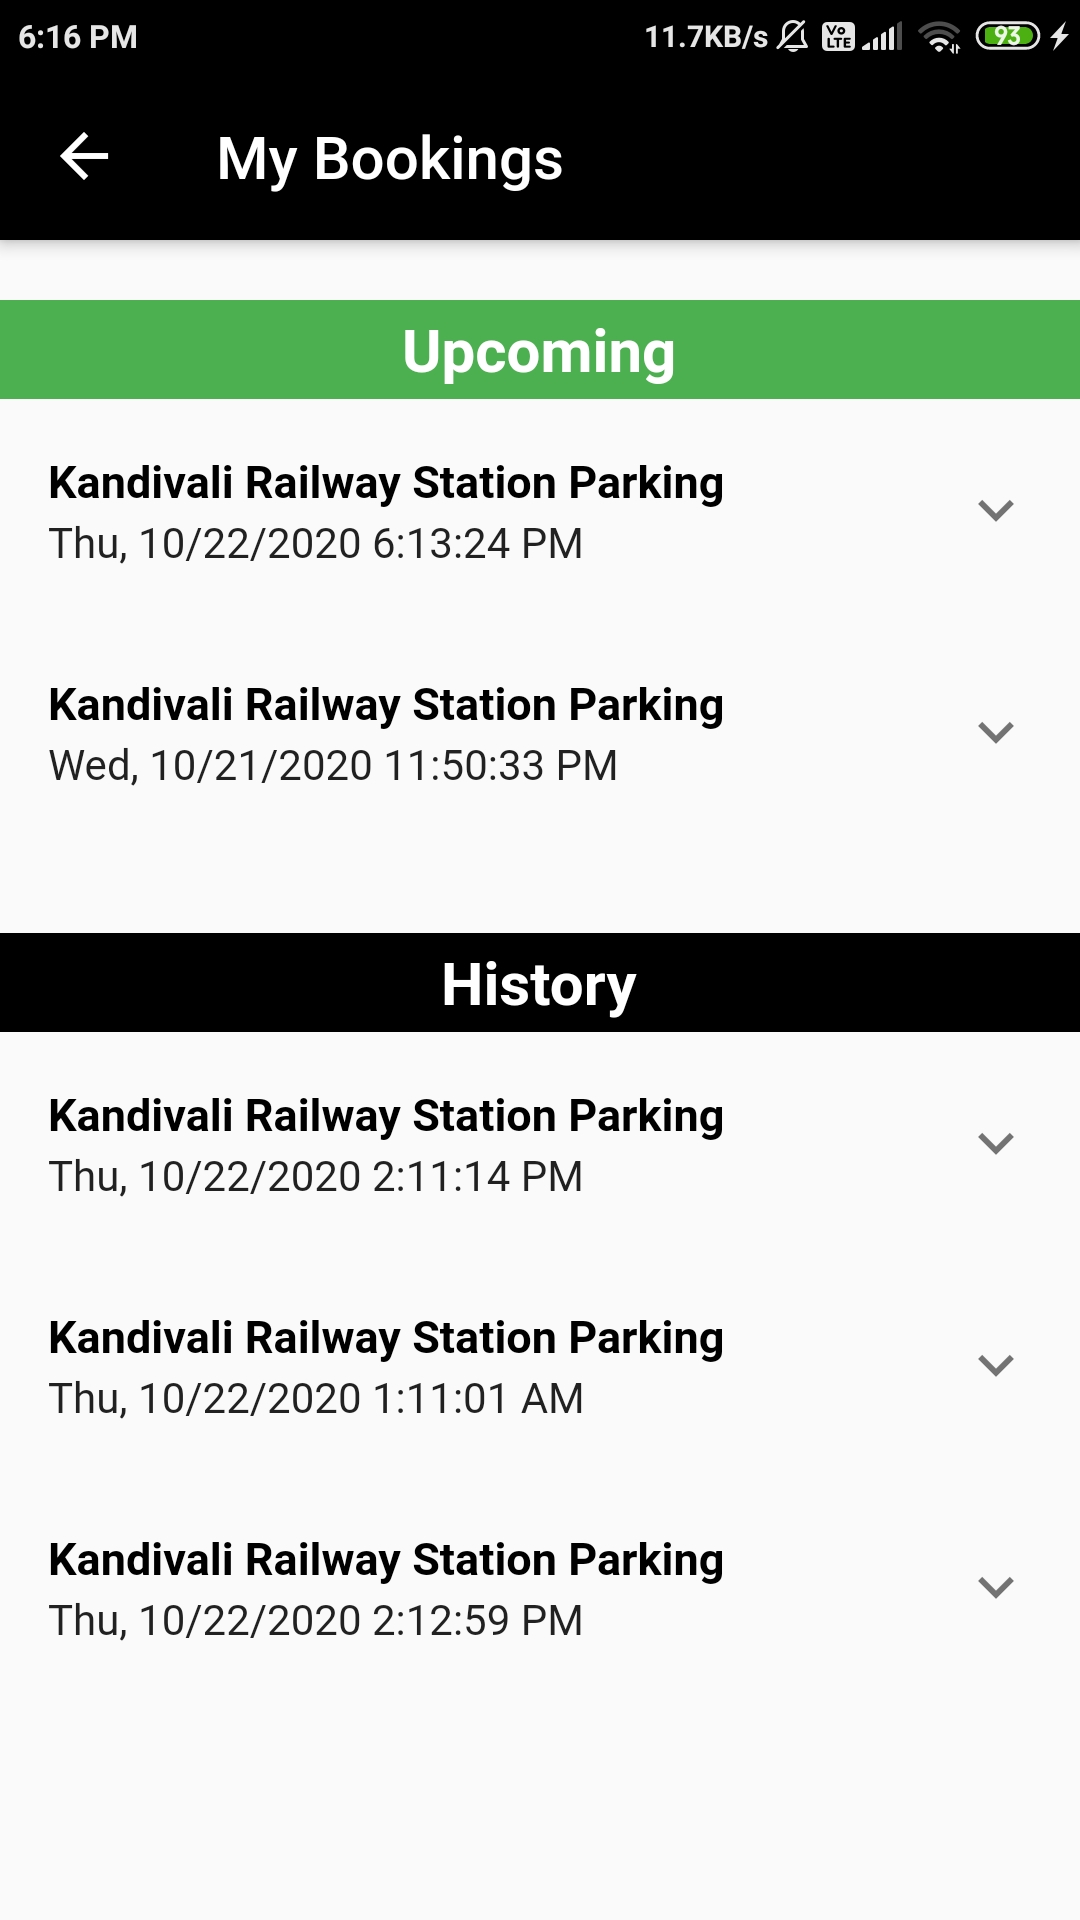 6:16 PM 11.7KB/s Vo LTE 93
My Bookings
Upcoming
Kandivali Railway Station Parking
Thu, 10/22/2020 6:13:24 PM
Kandivali Railway Station Parking
Wed, 10/21/2020 11:50:33 PM
History
Kandivali Railway Station Parking
Thu, 10/22/2020 2:11:14 PM
Kandivali Railway Station Parking
Thu, 10/22/2020 1:11:01 AM
Kandivali Railway Station Parking
Thu, 10/22/2020 2:12:59 PM